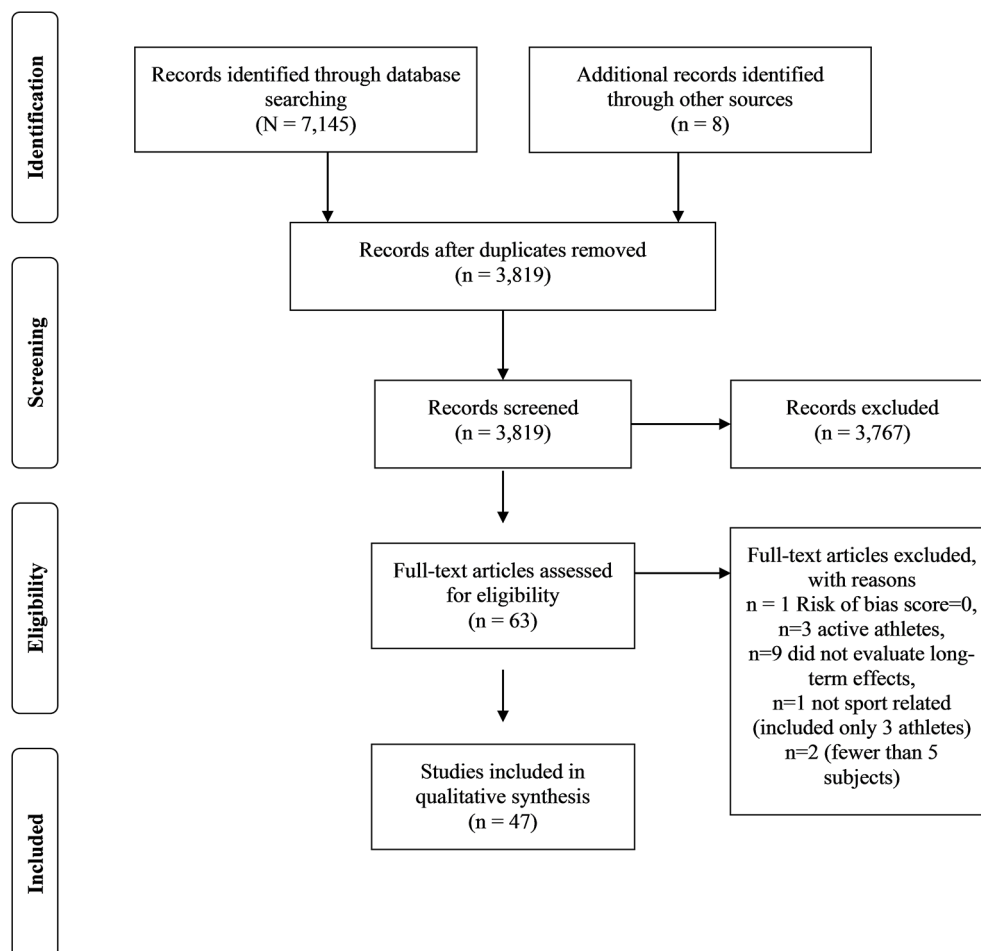 Identification
Records identified through database
searching
(N = 7,145)
Additional records identified
through other sources
(n = 8)
Records after duplicates removed
(n = 3,819)
Screening
Records screened
(n = 3,819)
Records excluded
(n = 3,767)
Eligibility
Full-text articles assessed
for eligibility
(n = 63)
Full-text articles excluded,
with reasons
n = 1 Risk of bias score=0,
n=3 active athletes,
n=9 did not evaluate long-
term effects,
n=1 not sport related
(included only 3 athletes)
n=2 (fewer than 5
subjects)
Included
Studies included in
qualitative synthesis
(n = 47)